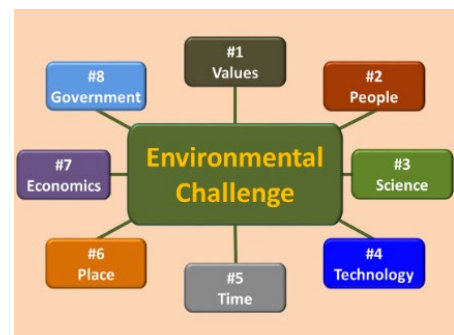 #1
Values
#2
People
#3
Science
#4
Technology
#5
Time
#6
Place
#7
Economics
#8
Government
Environmental
Challenge